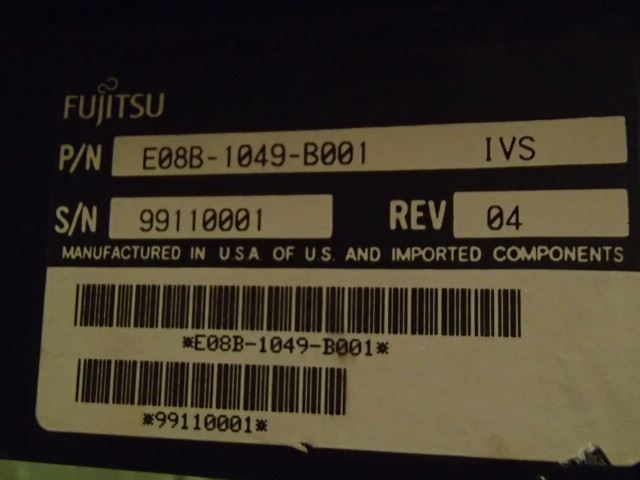 FUJITSU
P/N E08B-1049-B001 IVS
S/N 99110001 REV 04
MANUFACTURED IN U.S.A. OF U.S. AND IMPORTED COMPONENTS
*E08B-1049-B001*
*99110001*